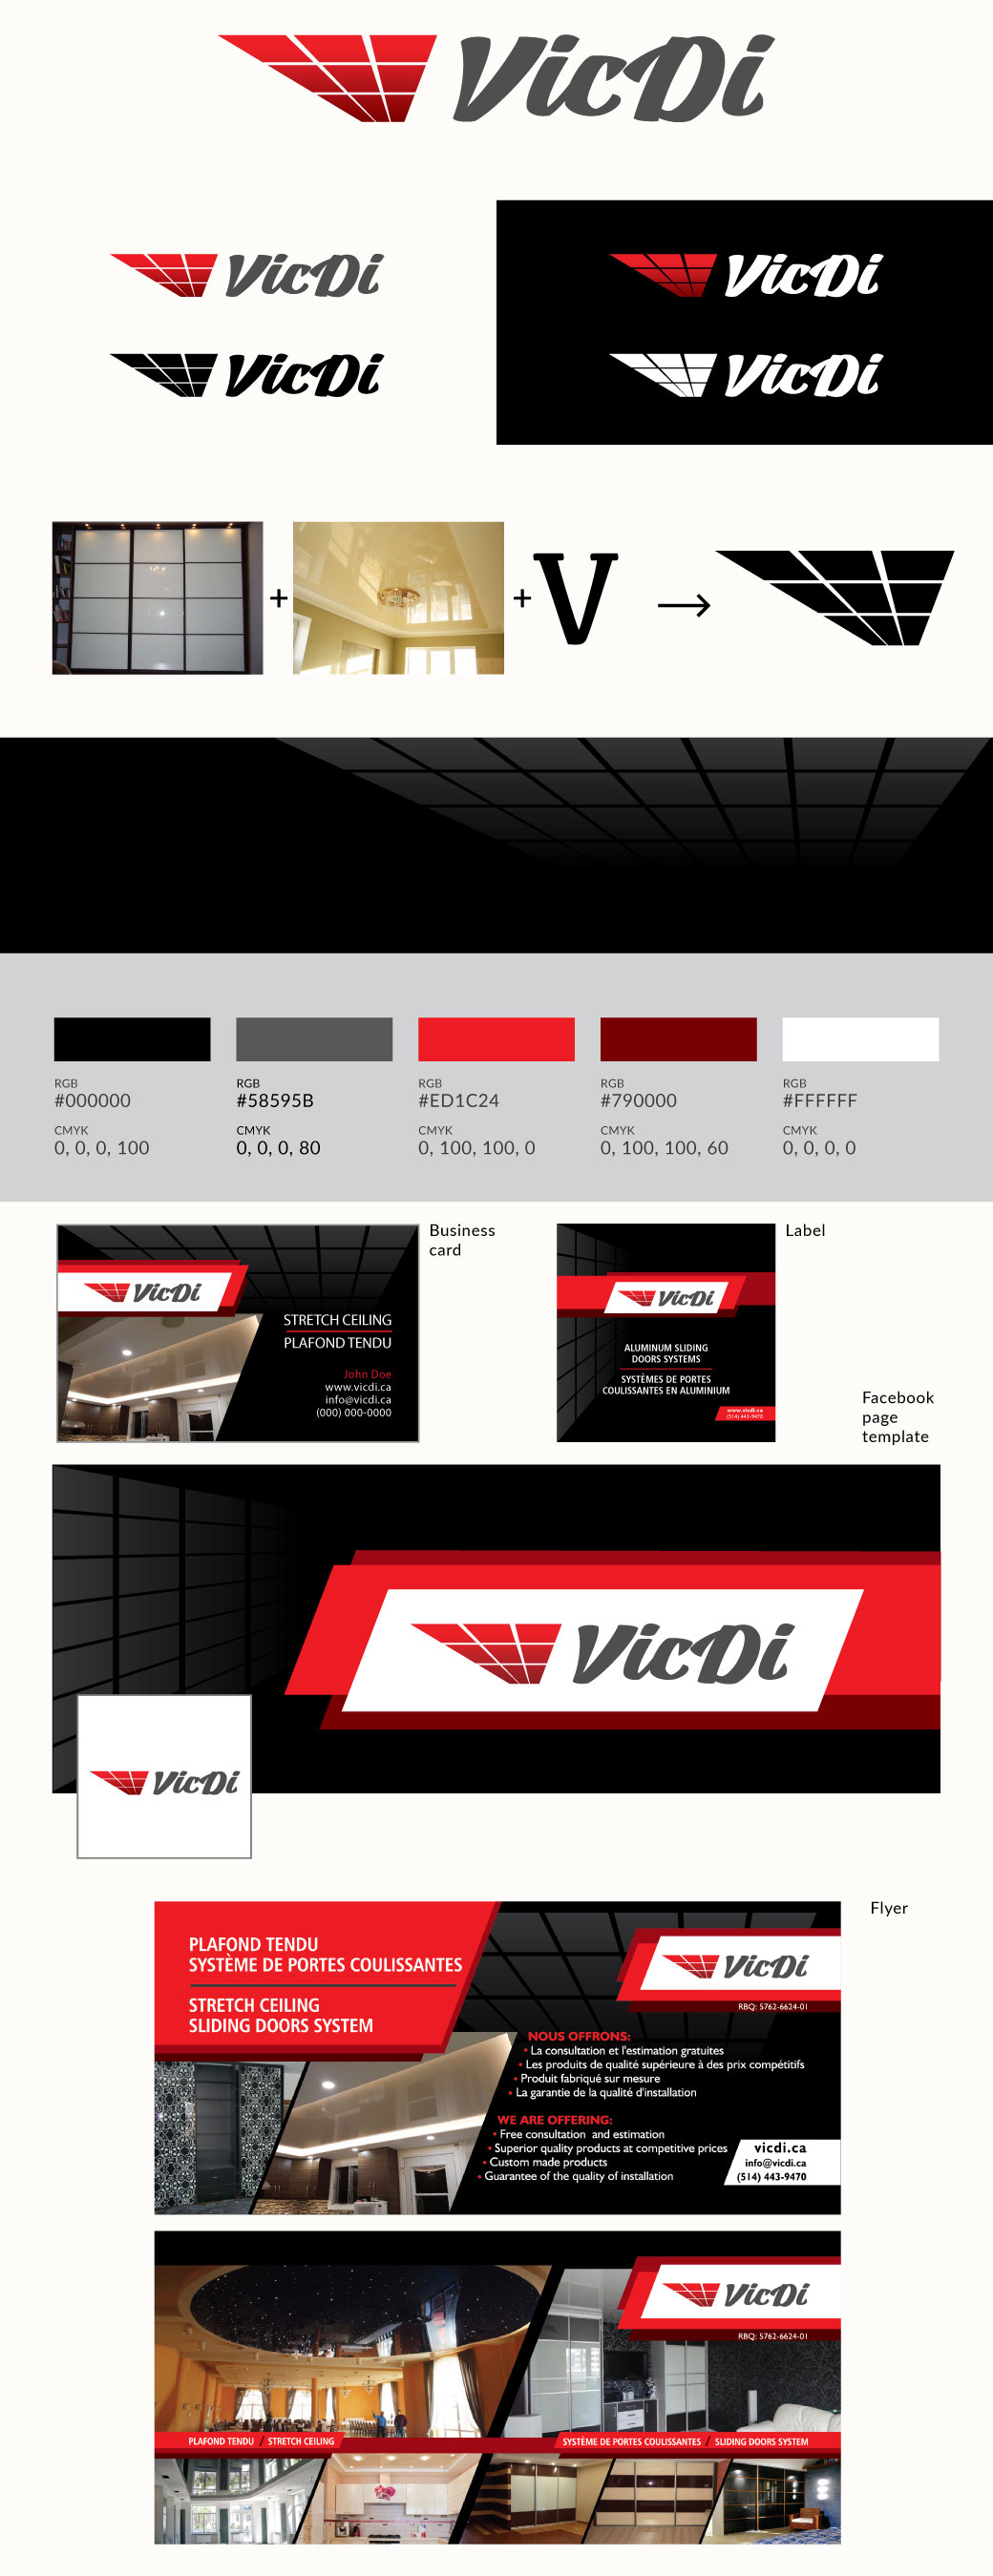 VicDi
VicDi
VicDi
VicDi
VicDi
+
+
V
RGB
#000000
CMYK
0, 0, 0, 100
RGB
#58595B
CMYK
0, 0, 0, 80
RGB
#ED1C24
CMYK
0, 100, 100, 0
RGB
#790000
CMYK
0, 100, 100, 60
RGB
#FFFFFF
CMYK
0, 0, 0, 0
VicDi
STRETCH CEILING
PLAFOND TENDU
John Doe
www.vicdi.ca
info@vicdi.ca
(000) 000-0000
Business
card
VicDi
ALUMINUM SLIDING
DOORS SYSTEMS
SYSTÈMES DE PORTES
COULISSANTES EN ALUMINIUM
www.vicdi.ca
(514) 443-9470
Label
Facebook
page
template
VicDi
VicDi
Flyer
PLAFOND TENDU
SYSTÈME DE PORTES COULISSANTES
STRETCH CEILING
SLIDING DOORS SYSTEM
VicDi
RBQ: 5762-6624-01
NOUS OFFRONS:
• La consultation et l'estimation gratuites
• Les produits de qualité supérieure à des prix compétitifs
• Produit fabriqué sur mesure
• La garantie de la qualité d'installation
WE ARE OFFERING:
• Free consultation and estimation
• Superior quality products at competitive prices
• Custom made products
• Guarantee of the quality of installation
vicdi.ca
info@vicdi.ca
(514) 443-9470
VicDi
RBQ: 5762-6624-01
PLAFOND TENDU / STRETCH CEILING
SYSTÈME DE PORTES COULISSANTES / SLIDING DOORS SYSTEM